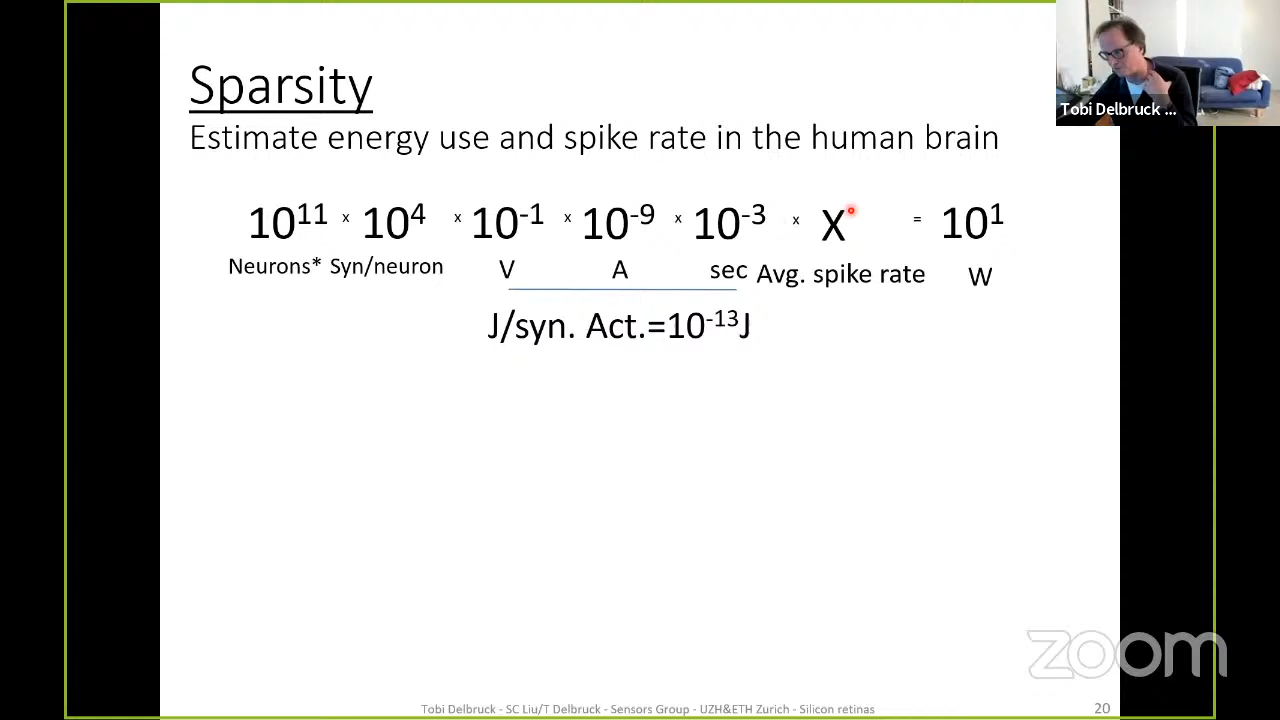 Sparsity
Estimate energy use and spike rate in the human brain
10¹¹ x 10⁴ x 10⁻¹ x 10⁻⁹ x 10⁻³ x X = 10¹
Neurons* Syn/neuron V A sec Avg. spike rate W
J/syn. Act.=10⁻¹³J
Tobi Delbruck ...
zoom
Tobi Delbruck - SC Liu/T Delbruck - Sensors Group - UZH&ETH Zurich - Silicon retinas
20